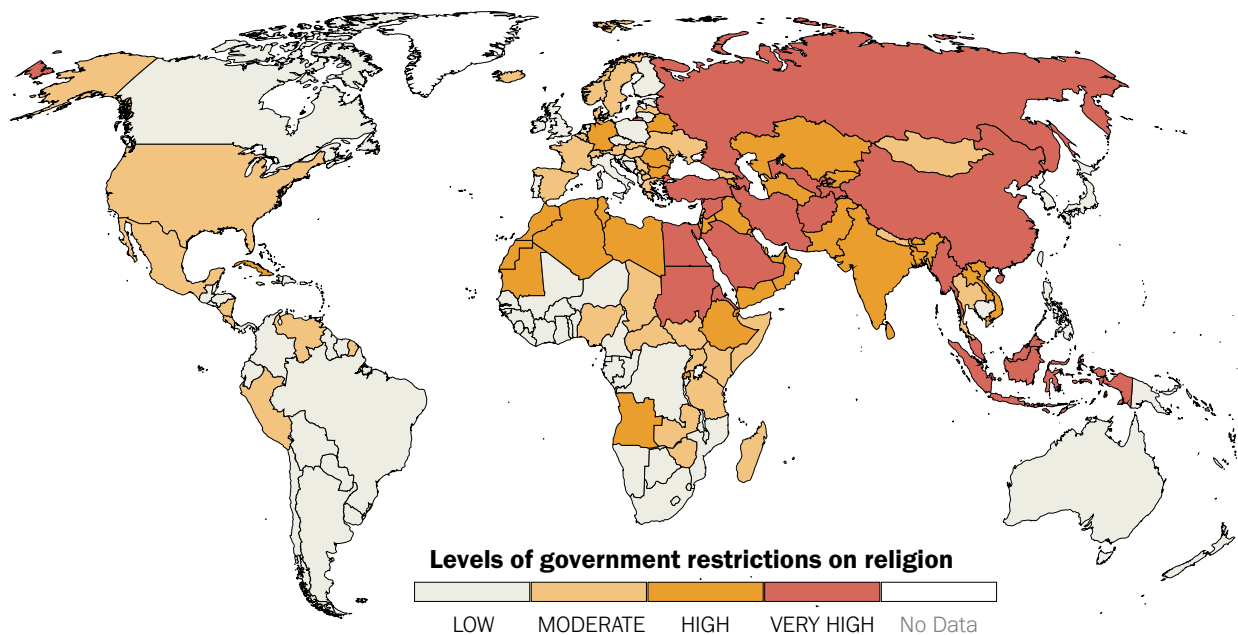 Levels of government restrictions on religion
LOW MODERATE HIGH VERY HIGH No Data